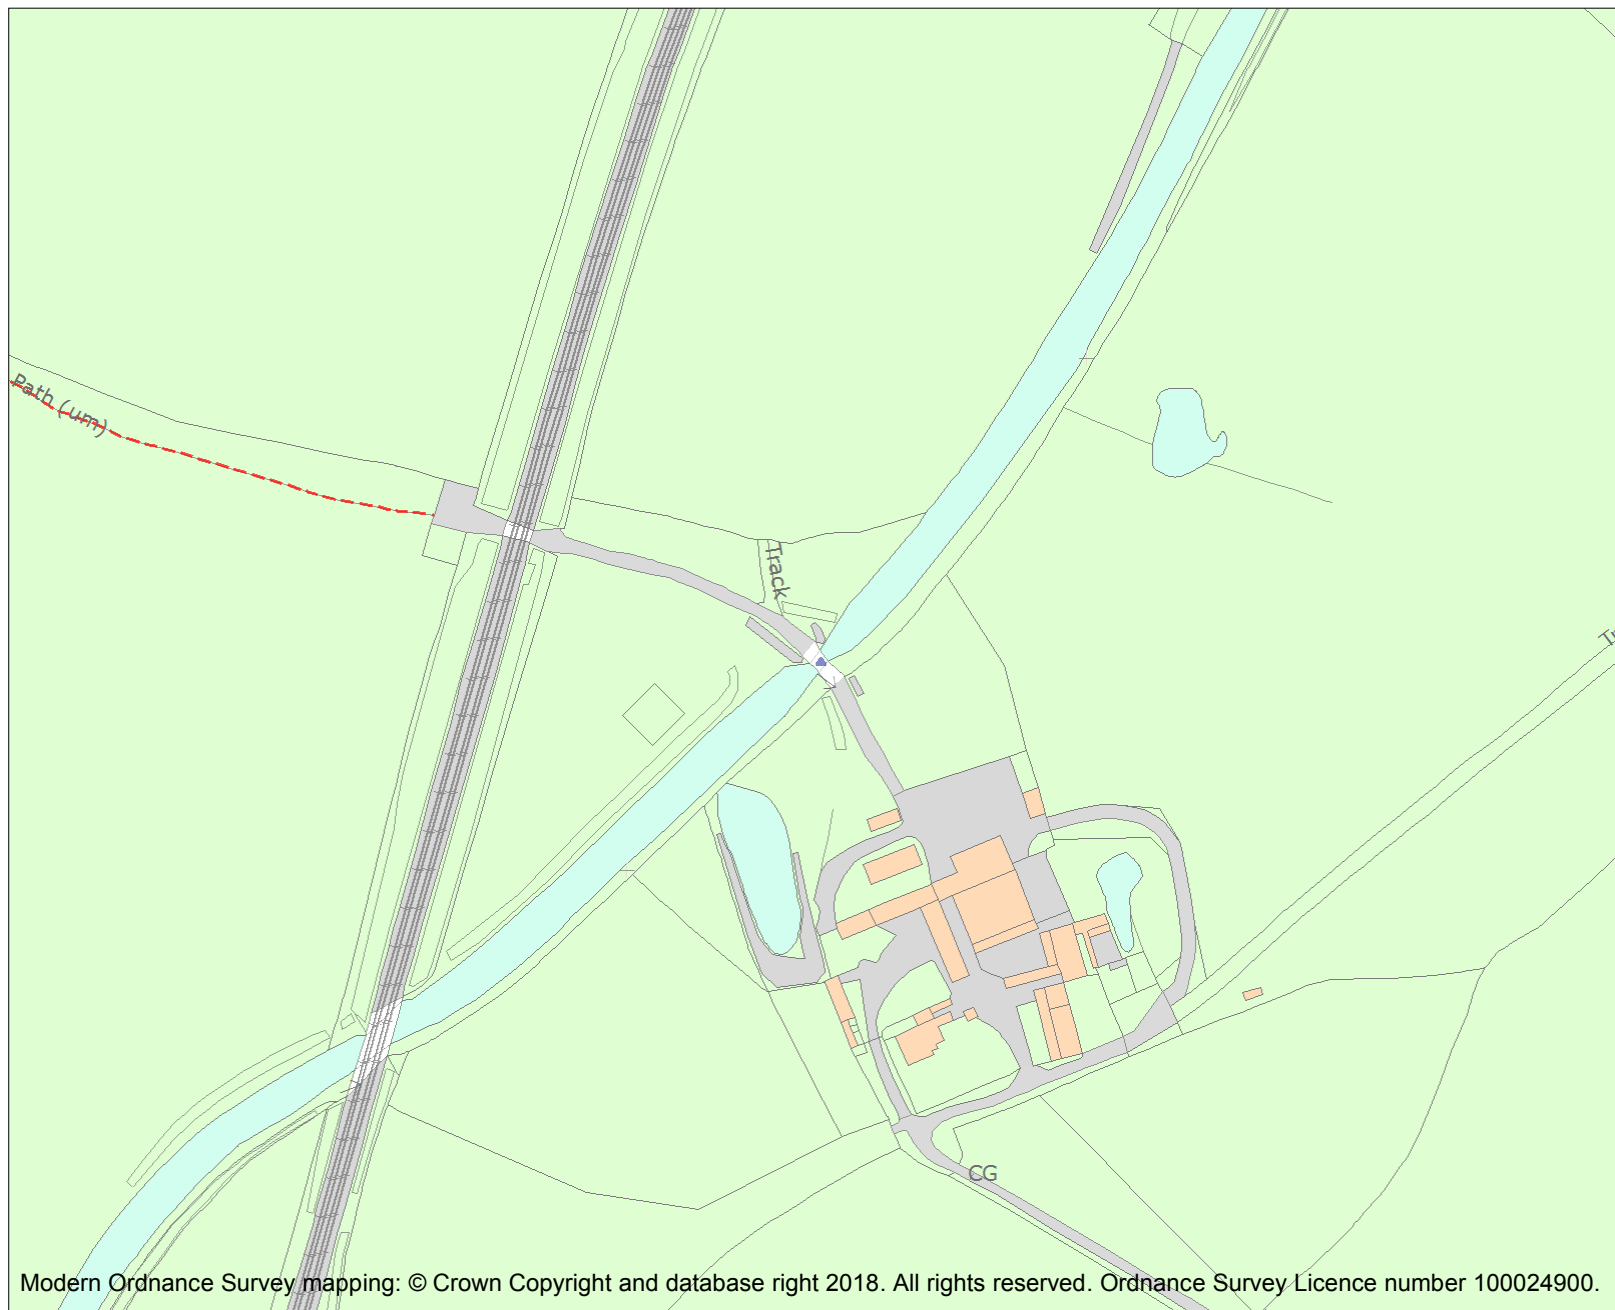 Path (um)
Track
Tr
CG
Modern Ordnance Survey mapping: © Crown Copyright and database right 2018. All rights reserved. Ordnance Survey Licence number 100024900.